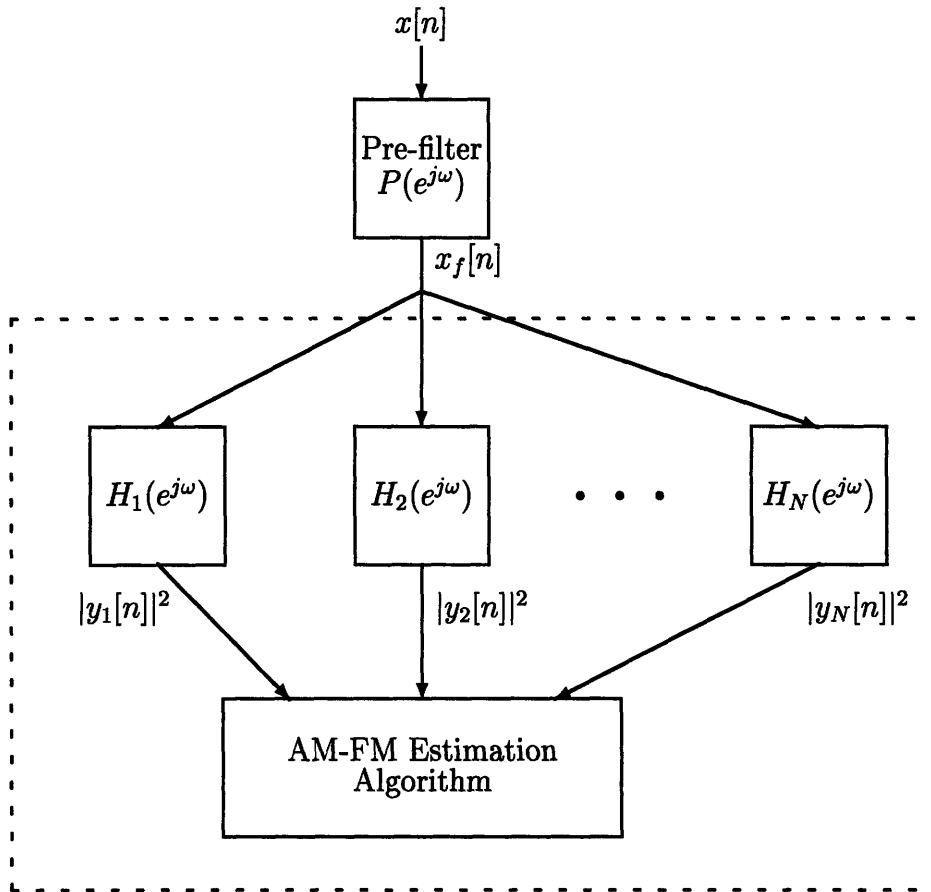 x[n]
Pre-filter
P(e^{jω})
x_f[n]
H_1(e^{jω})
H_2(e^{jω})
• • •
H_N(e^{jω})
|y_1[n]|^2
|y_2[n]|^2
|y_N[n]|^2
AM-FM Estimation
Algorithm